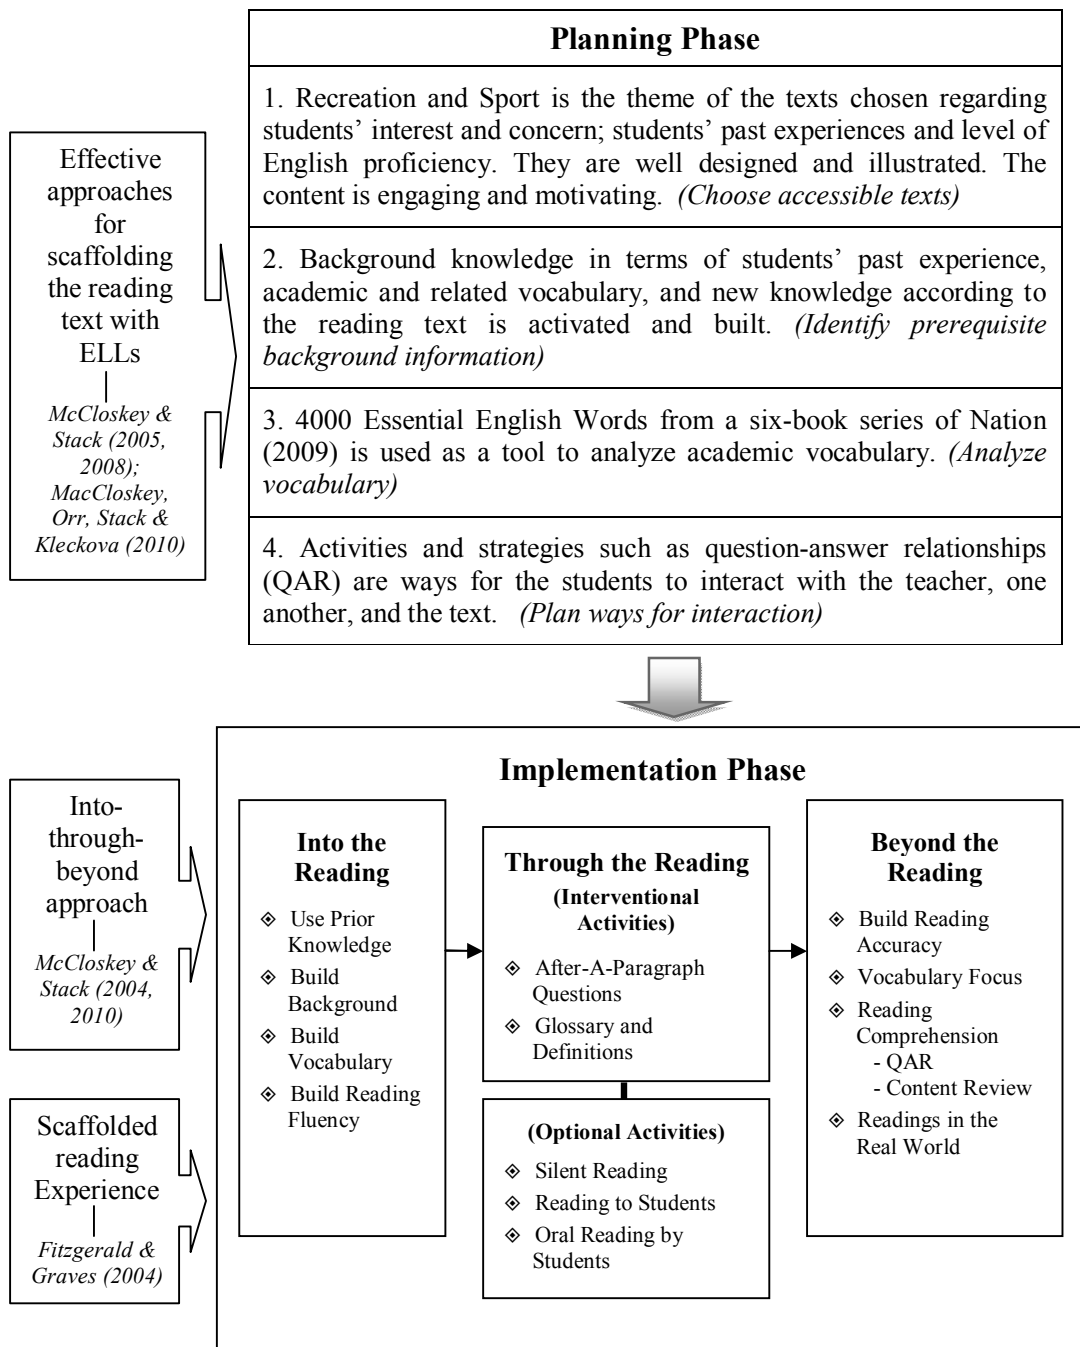 Planning Phase
1. Recreation and Sport is the theme of the texts chosen regarding
students’ interest and concern; students’ past experiences and level of
English proficiency. They are well designed and illustrated. The
content is engaging and motivating. (Choose accessible texts)
2. Background knowledge in terms of students’ past experience,
academic and related vocabulary, and new knowledge according to
the reading text is activated and built. (Identify prerequisite
background information)
3. 4000 Essential English Words from a six-book series of Nation
(2009) is used as a tool to analyze academic vocabulary. (Analyze
vocabulary)
4. Activities and strategies such as question-answer relationships
(QAR) are ways for the students to interact with the teacher, one
another, and the text. (Plan ways for interaction)
Effective
approaches
for
scaffolding
the reading
text with
ELLs
McCloskey &
Stack (2005,
2008);
MacCloskey,
Orr, Stack &
Kleckova (2010)
Implementation Phase
Into-
through-
beyond
approach
McCloskey &
Stack (2004,
2010)
Scaffolded
reading
Experience
Fitzgerald &
Graves (2004)
Into the
Reading
Use Prior
Knowledge
Build
Background
Build
Vocabulary
Build Reading
Fluency
Through the Reading
(Interventional
Activities)
After-A-Paragraph
Questions
Glossary and
Definitions
(Optional Activities)
Silent Reading
Reading to Students
Oral Reading by
Students
Beyond the
Reading
Build Reading
Accuracy
Vocabulary Focus
Reading
Comprehension
- QAR
- Content Review
Readings in the
Real World